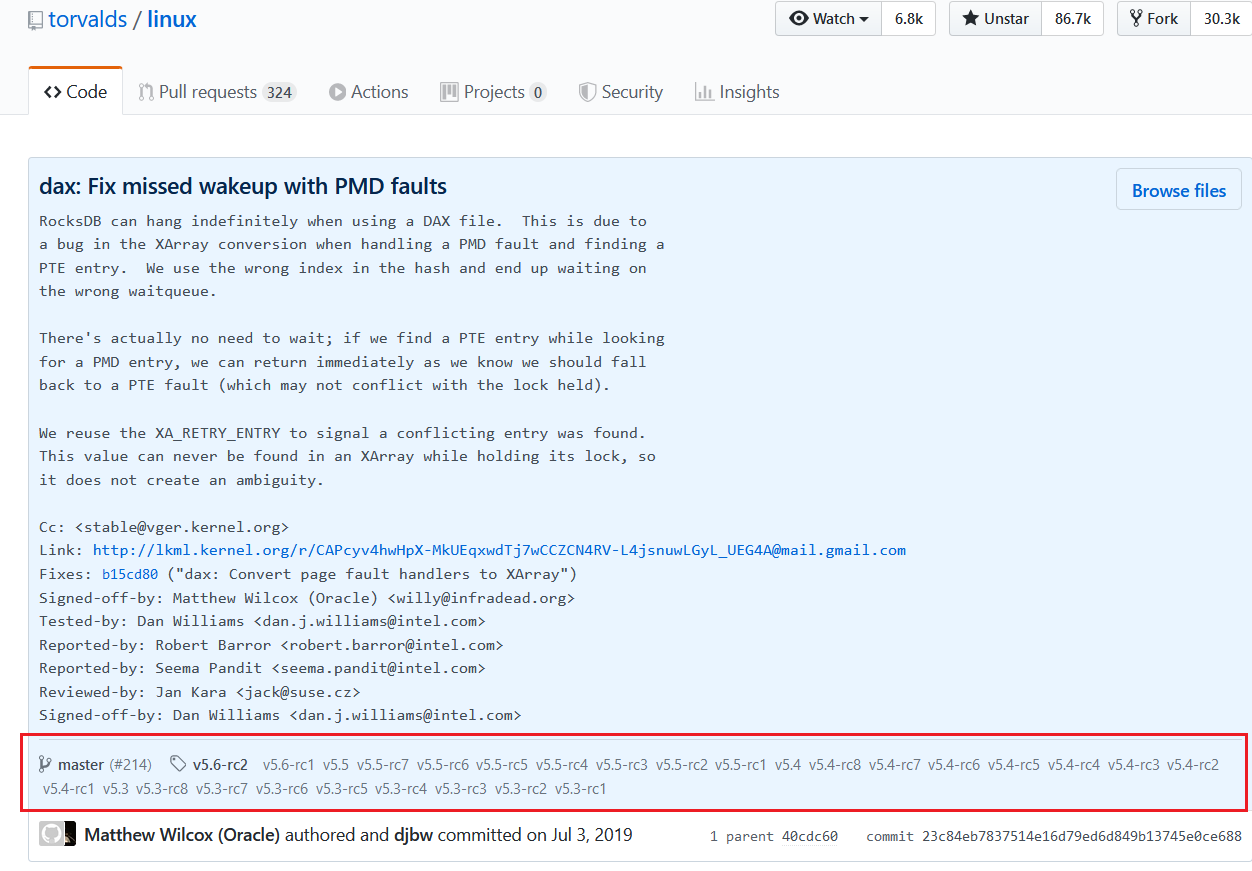 torvalds / linux
Watch 6.8k Unstar 86.7k Fork 30.3k
Code Pull requests 324 Actions Projects 0 Security Insights
dax: Fix missed wakeup with PMD faults
Browse files
RocksDB can hang indefinitely when using a DAX file.  This is due to
a bug in the XArray conversion when handling a PMD fault and finding a
PTE entry.  We use the wrong index in the hash and end up waiting on
the wrong waitqueue.
There's actually no need to wait; if we find a PTE entry while looking
for a PMD entry, we can return immediately as we know we should fall
back to a PTE fault (which may not conflict with the lock held).
We reuse the XA_RETRY_ENTRY to signal a conflicting entry was found.
This value can never be found in an XArray while holding its lock, so
it does not create an ambiguity.
Cc: <stable@vger.kernel.org>
Link: http://lkml.kernel.org/r/CAPcyv4hwHpX-MkUEqxwdTj7wCCZCN4RV-L4jsnuwLGyL_UEG4A@mail.gmail.com
Fixes: b15cd80 ("dax: Convert page fault handlers to XArray")
Signed-off-by: Matthew Wilcox (Oracle) <willy@infradead.org>
Tested-by: Dan Williams <dan.j.williams@intel.com>
Reported-by: Robert Barror <robert.barror@intel.com>
Reported-by: Seema Pandit <seema.pandit@intel.com>
Reviewed-by: Jan Kara <jack@suse.cz>
Signed-off-by: Dan Williams <dan.j.williams@intel.com>
master (#214) v5.6-rc2 v5.6-rc1 v5.5 v5.5-rc7 v5.5-rc6 v5.5-rc5 v5.5-rc4 v5.5-rc3 v5.5-rc2 v5.5-rc1 v5.4 v5.4-rc8 v5.4-rc7 v5.4-rc6 v5.4-rc5 v5.4-rc4 v5.4-rc3 v5.4-rc2
v5.4-rc1 v5.3 v5.3-rc8 v5.3-rc7 v5.3-rc6 v5.3-rc5 v5.3-rc4 v5.3-rc3 v5.3-rc2 v5.3-rc1
Matthew Wilcox (Oracle) authored and djbw committed on Jul 3, 2019 1 parent 40cdc60 commit 23c84eb7837514e16d79ed6d849b13745e0ce688